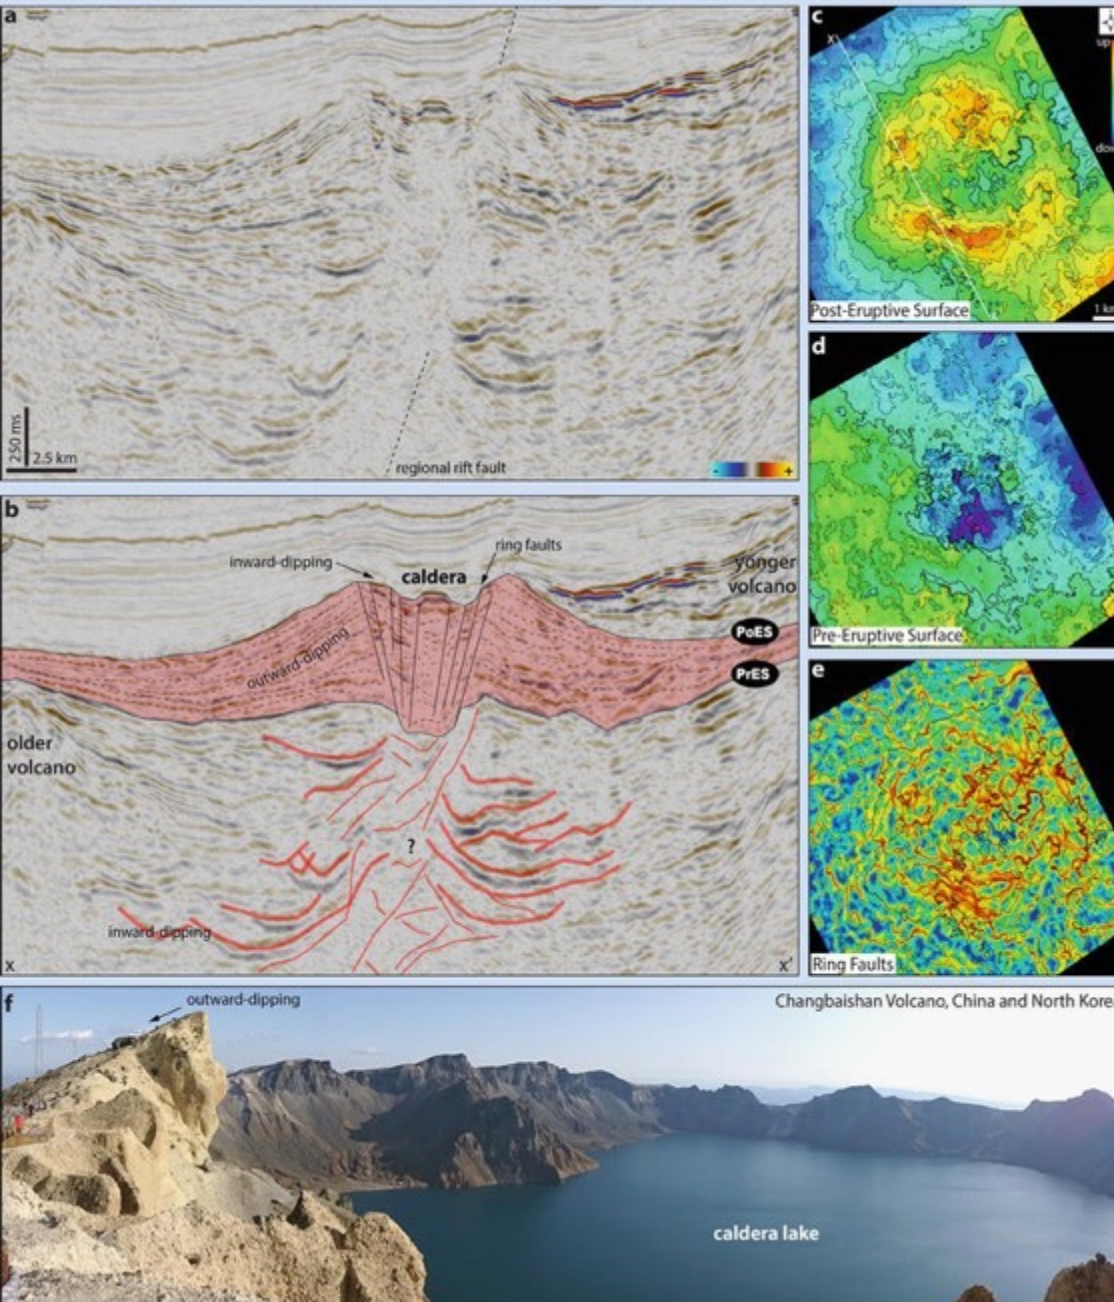 a
250 ms
2.5 km
regional rift fault
- +
b
inward-dipping
ring faults
caldera
yonger
volcano
outward-dipping
PoES
PrES
older
volcano
?
inward-dipping
x
x'
c
x
up
Post-Eruptive Surface
d
Pre-Eruptive Surface
e
Ring Faults
f
outward-dipping
Changbaishan Volcano, China and North
caldera lake